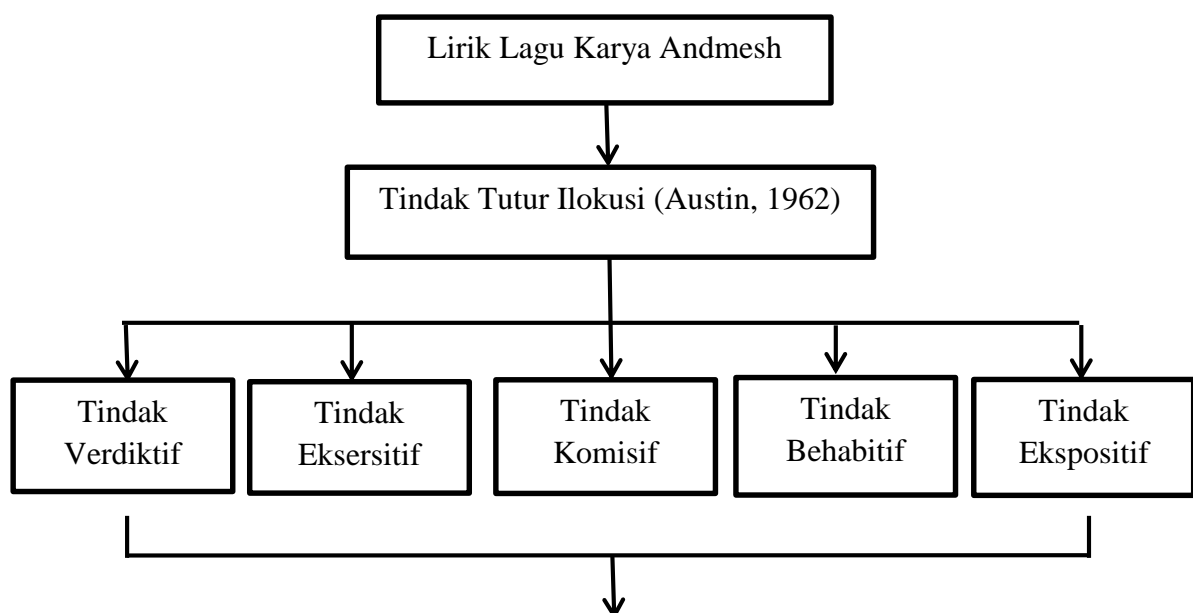 Lirik Lagu Karya Andmesh
Tindak Tutur Ilokusi (Austin, 1962)
Tindak
Verdiktif
Tindak
Eksersitif
Tindak
Komisif
Tindak
Behabitif
Tindak
Ekspositif